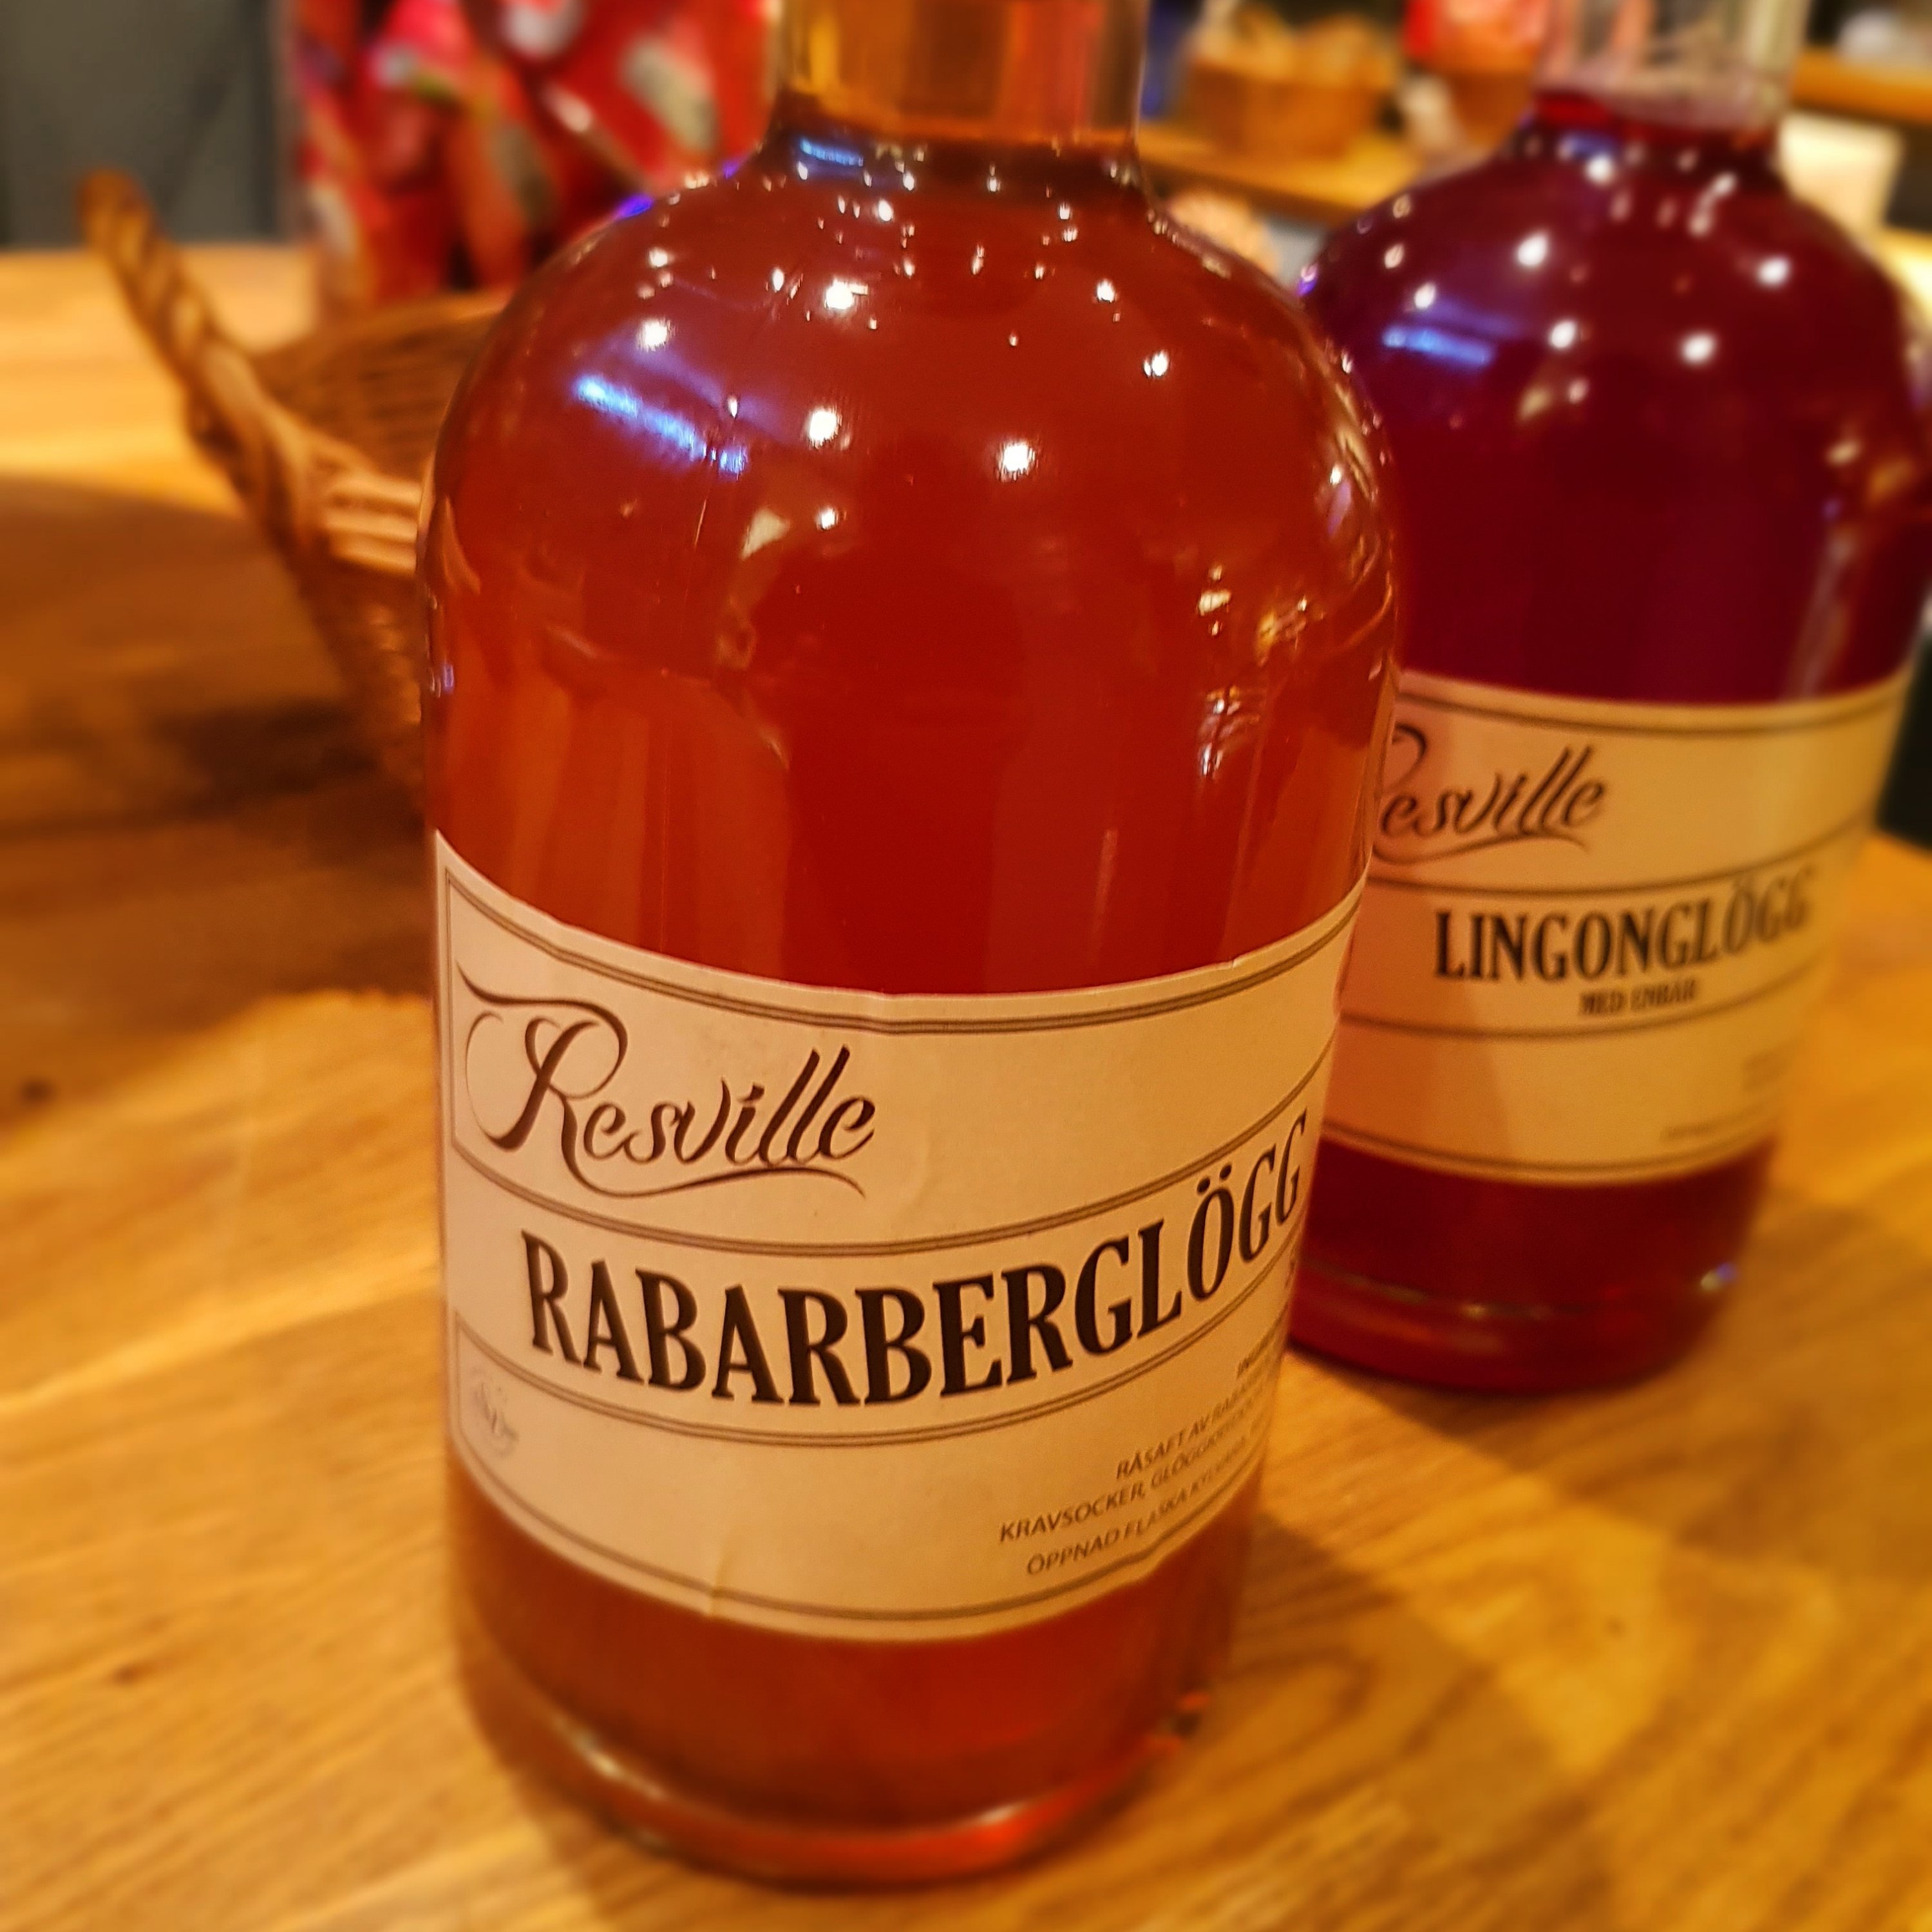 Resville
RABARBERGLÖGG
RÅSAFT AV
KRAVSOCKER,
ÖPPNAD FLASKA
Resville
LINGONGLÖGG
MED ENBÄR